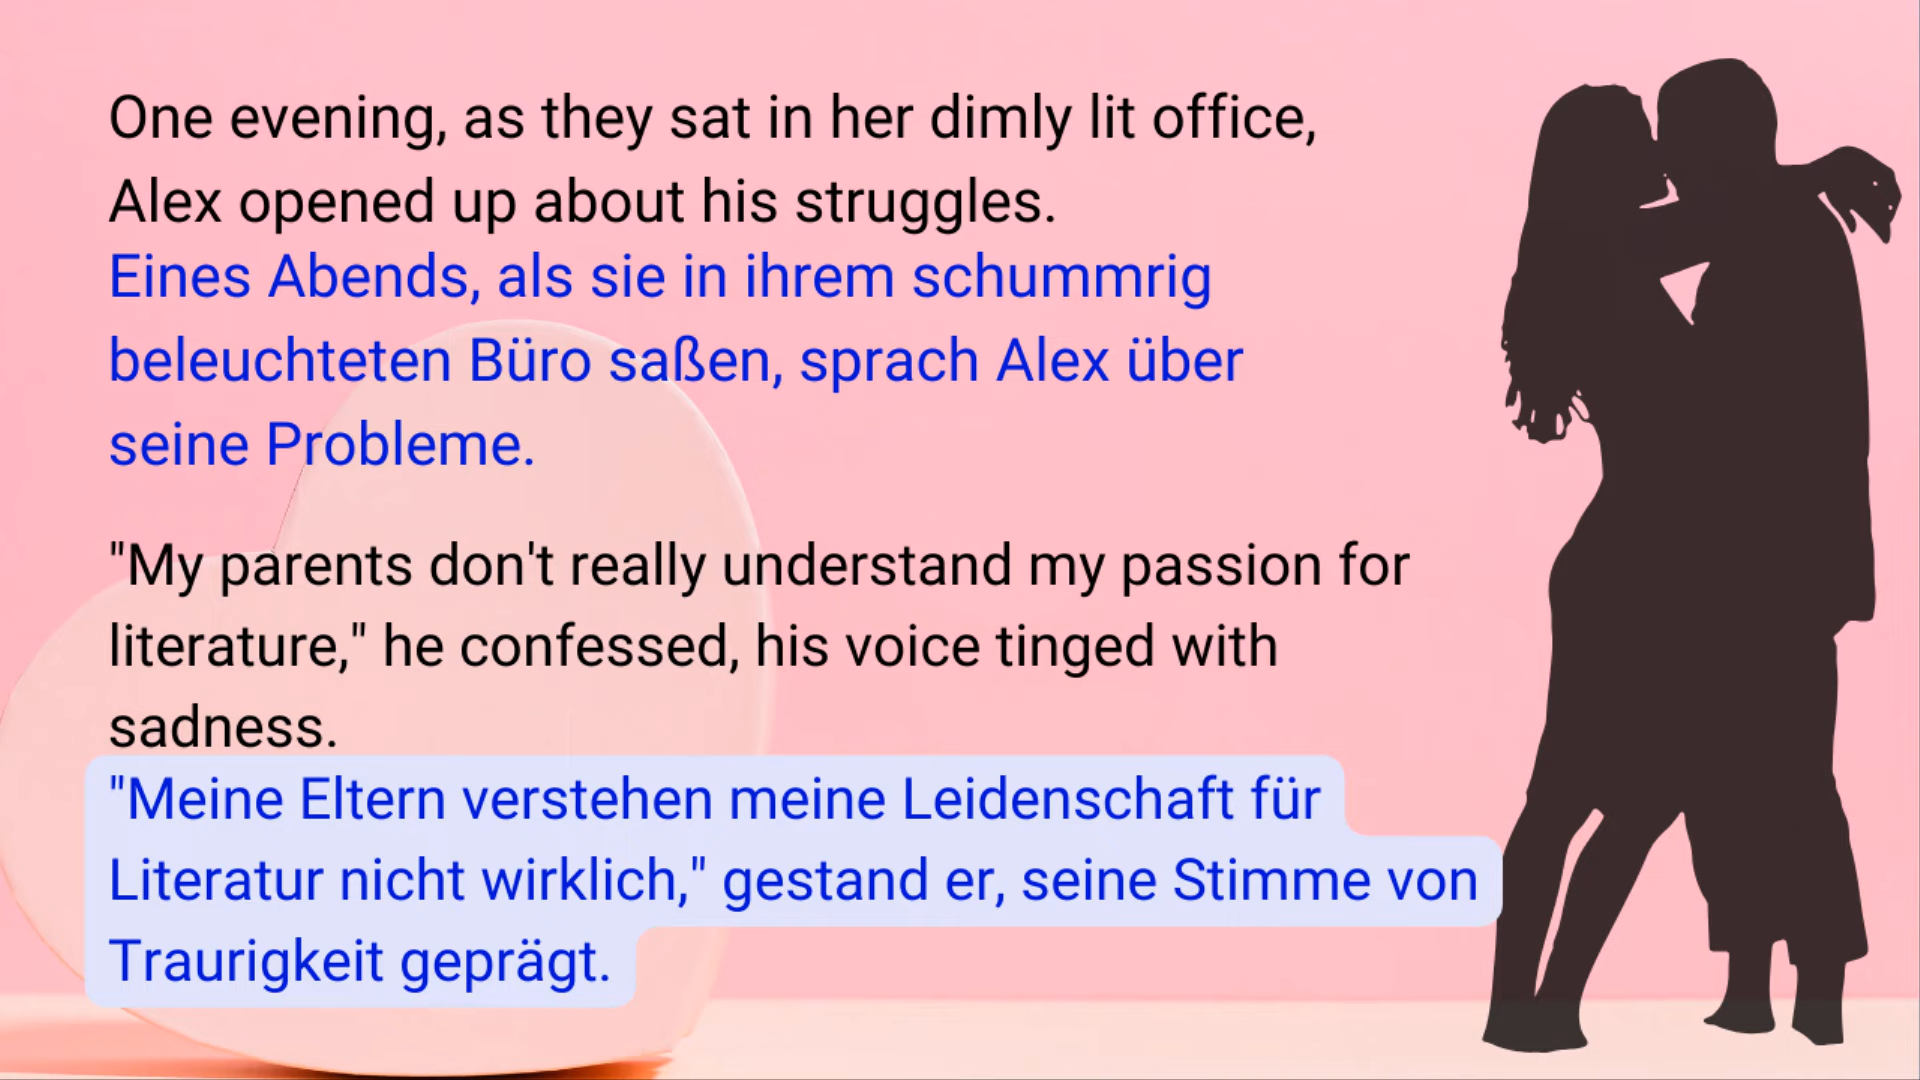 One evening, as they sat in her dimly lit office,
Alex opened up about his struggles.
Eines Abends, als sie in ihrem schummrig
beleuchteten Büro saßen, sprach Alex über
seine Probleme.
"My parents don't really understand my passion for
literature," he confessed, his voice tinged with
sadness.
"Meine Eltern verstehen meine Leidenschaft für
Literatur nicht wirklich," gestand er, seine Stimme von
Traurigkeit geprägt.